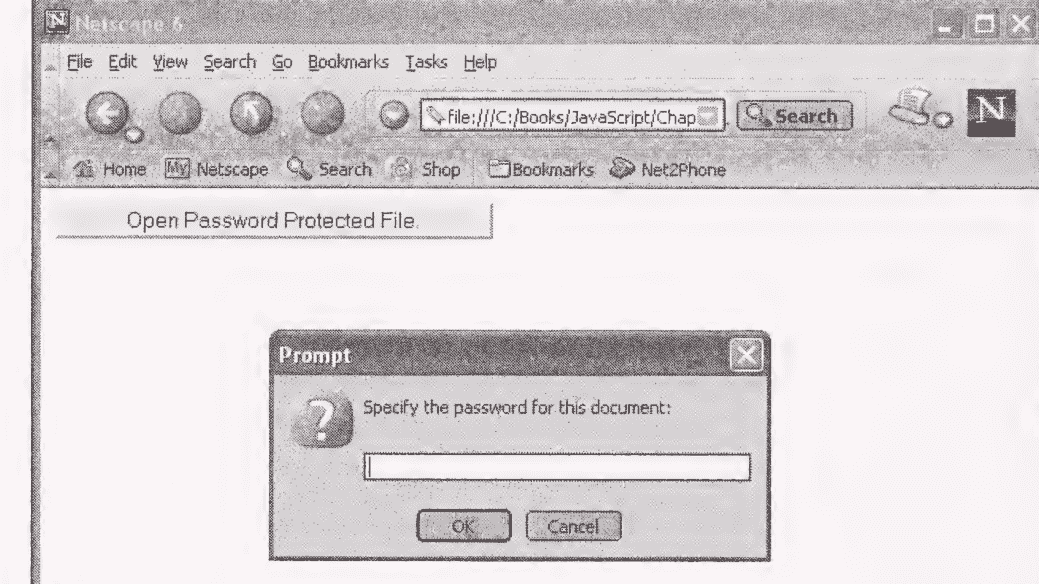 N Netscape 6
File Edit View Search Go Bookmarks Tasks Help
file:///C:/Books/JavaScript/Chap Search N
Home My Netscape Search Shop Bookmarks Net2Phone
Open Password Protected File.
Prompt
? Specify the password for this document:
OK Cancel